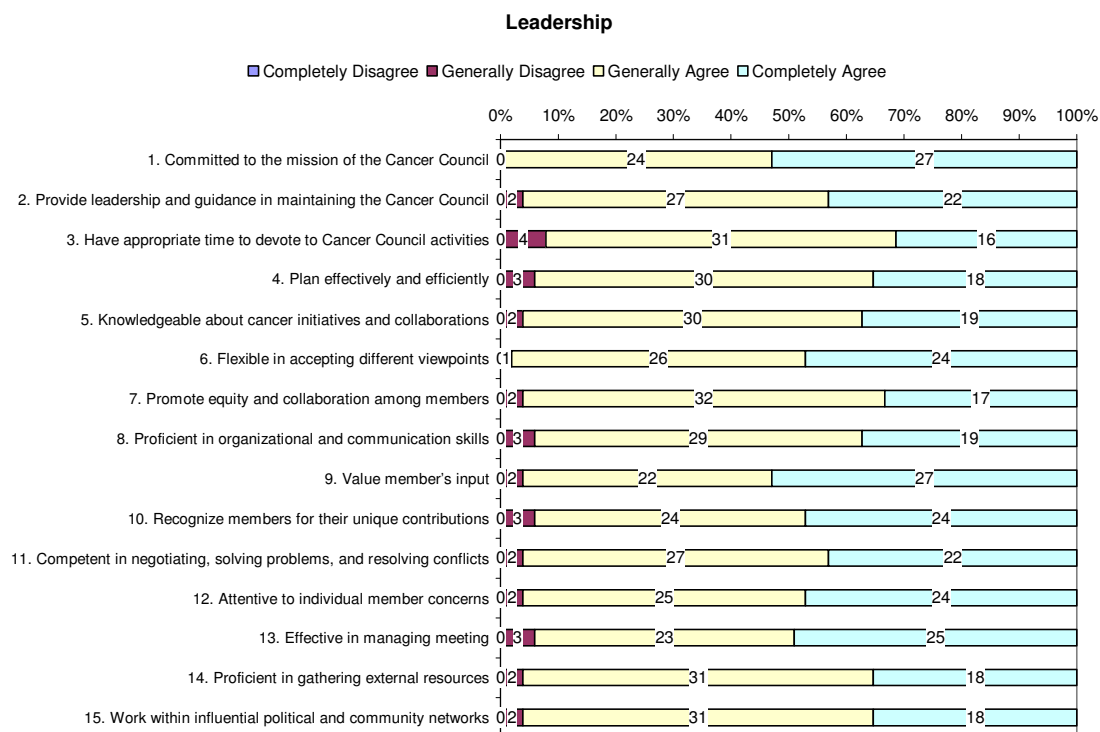 Leadership
Completely Disagree Generally Disagree Generally Agree Completely Agree
0% 10% 20% 30% 40% 50% 60% 70% 80% 90% 100%
1. Committed to the mission of the Cancer Council 0 24 27
2. Provide leadership and guidance in maintaining the Cancer Council 0 2 27 22
3. Have appropriate time to devote to Cancer Council activities 0 4 31 16
4. Plan effectively and efficiently 0 3 30 18
5. Knowledgeable about cancer initiatives and collaborations 0 2 30 19
6. Flexible in accepting different viewpoints 0 1 26 24
7. Promote equity and collaboration among members 0 2 32 17
8. Proficient in organizational and communication skills 0 3 29 19
9. Value member's input 0 2 22 27
10. Recognize members for their unique contributions 0 3 24 24
11. Competent in negotiating, solving problems, and resolving conflicts 0 2 27 22
12. Attentive to individual member concerns 0 2 25 24
13. Effective in managing meeting 0 3 23 25
14. Proficient in gathering external resources 0 2 31 18
15. Work within influential political and community networks 0 2 31 18